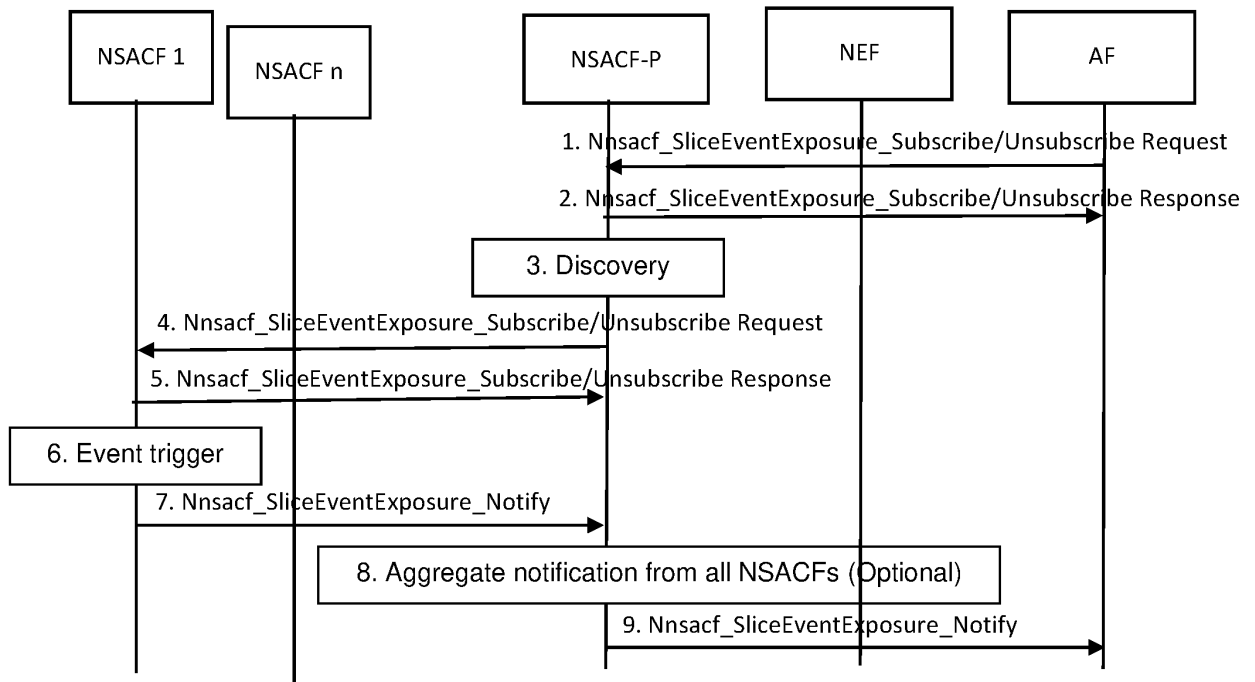 NSACF 1
NSACF n
NSACF-P
NEF
AF
1. Nnsacf_SliceEventExposure_Subscribe/Unsubscribe Request
2. Nnsacf_SliceEventExposure_Subscribe/Unsubscribe Response
3. Discovery
4. Nnsacf_SliceEventExposure_Subscribe/Unsubscribe Request
5. Nnsacf_SliceEventExposure_Subscribe/Unsubscribe Response
6. Event trigger
7. Nnsacf_SliceEventExposure_Notify
8. Aggregate notification from all NSACFs (Optional)
9. Nnsacf_SliceEventExposure_Notify